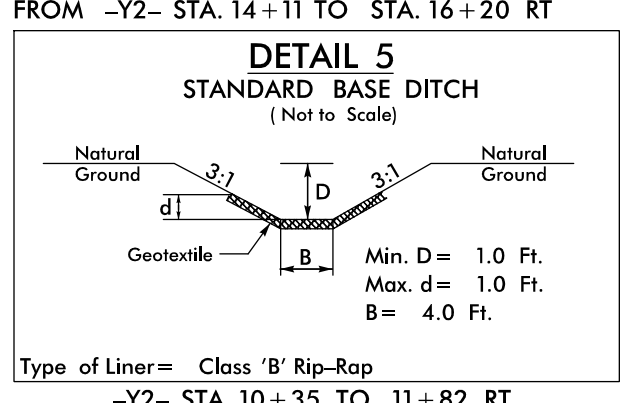 FROM –Y2– STA. 14+11 TO STA. 16+20 RT
DETAIL 5
STANDARD BASE DITCH
( Not to Scale)
Natural
Ground
3:1
D
3:1
Natural
Ground
d
Geotextile
B
Min. D= 1.0 Ft.
Max. d= 1.0 Ft.
B= 4.0 Ft.
Type of Liner= Class 'B' Rip–Rap
–Y2– STA. 10+35 TO 11+82 RT